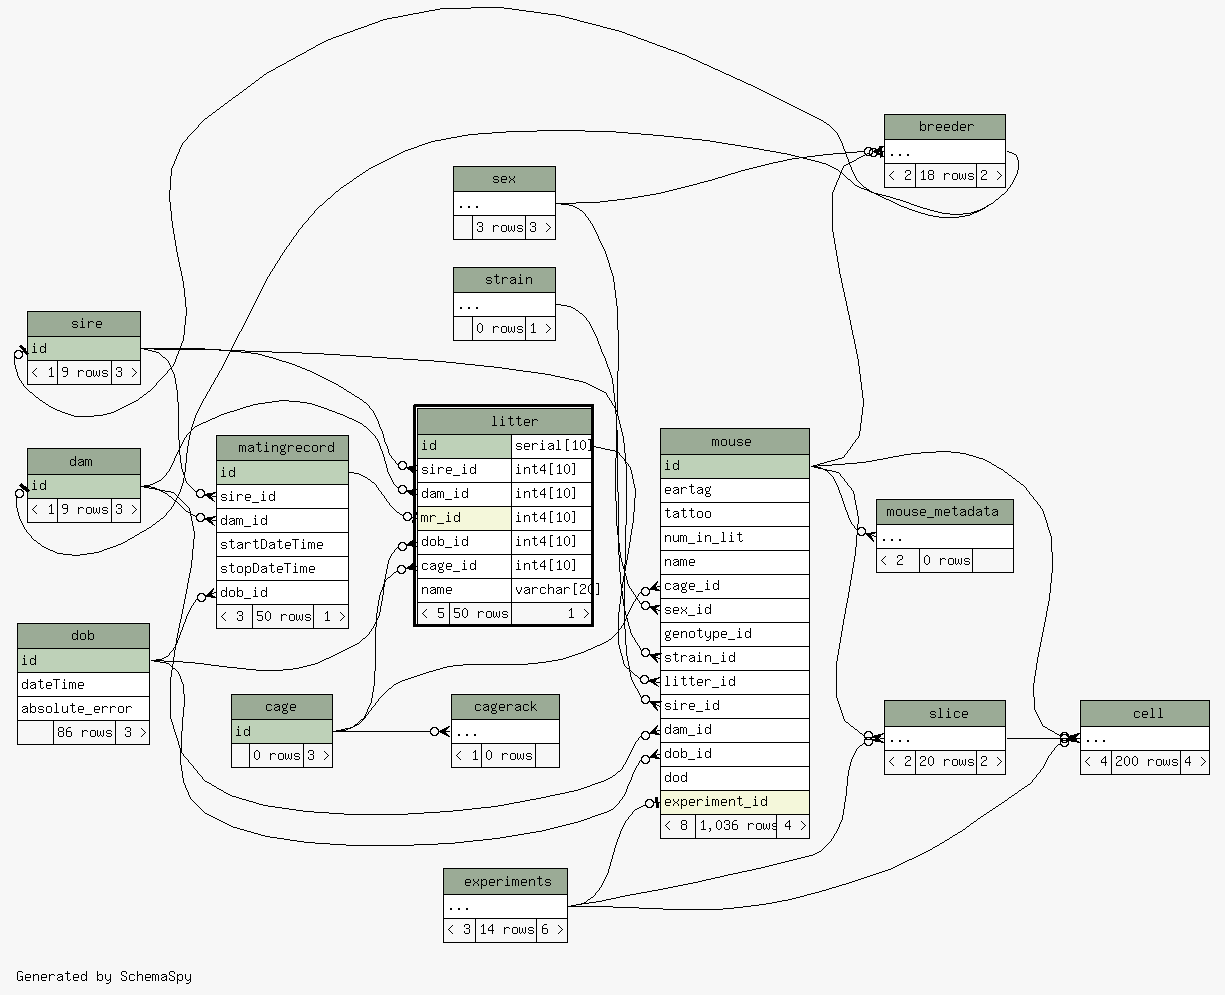 breeder
...
< 2 18 rows 2 >
sex
...
3 rows 3 >
strain
...
0 rows 1 >
sire
id
< 1 9 rows 3 >
dam
id
< 1 9 rows 3 >
matingrecord
id
sire_id
dam_id
startDateTime
stopDateTime
dob_id
< 3 50 rows 1 >
litter
id serial[10]
sire_id int4[10]
dam_id int4[10]
mr_id int4[10]
dob_id int4[10]
cage_id int4[10]
name varchar[20]
< 5 50 rows 1 >
mouse
id
eartag
tattoo
num_in_lit
name
cage_id
sex_id
genotype_id
strain_id
litter_id
sire_id
dam_id
dob_id
dod
experiment_id
< 8 1,036 rows 4 >
mouse_metadata
...
< 2 0 rows
dob
id
dateTime
absolute_error
86 rows 3 >
cage
id
0 rows 3 >
cagerack
...
< 1 0 rows
slice
...
< 2 20 rows 2 >
cell
...
< 4 200 rows 4 >
experiments
...
< 3 14 rows 6 >
Generated by SchemaSpy